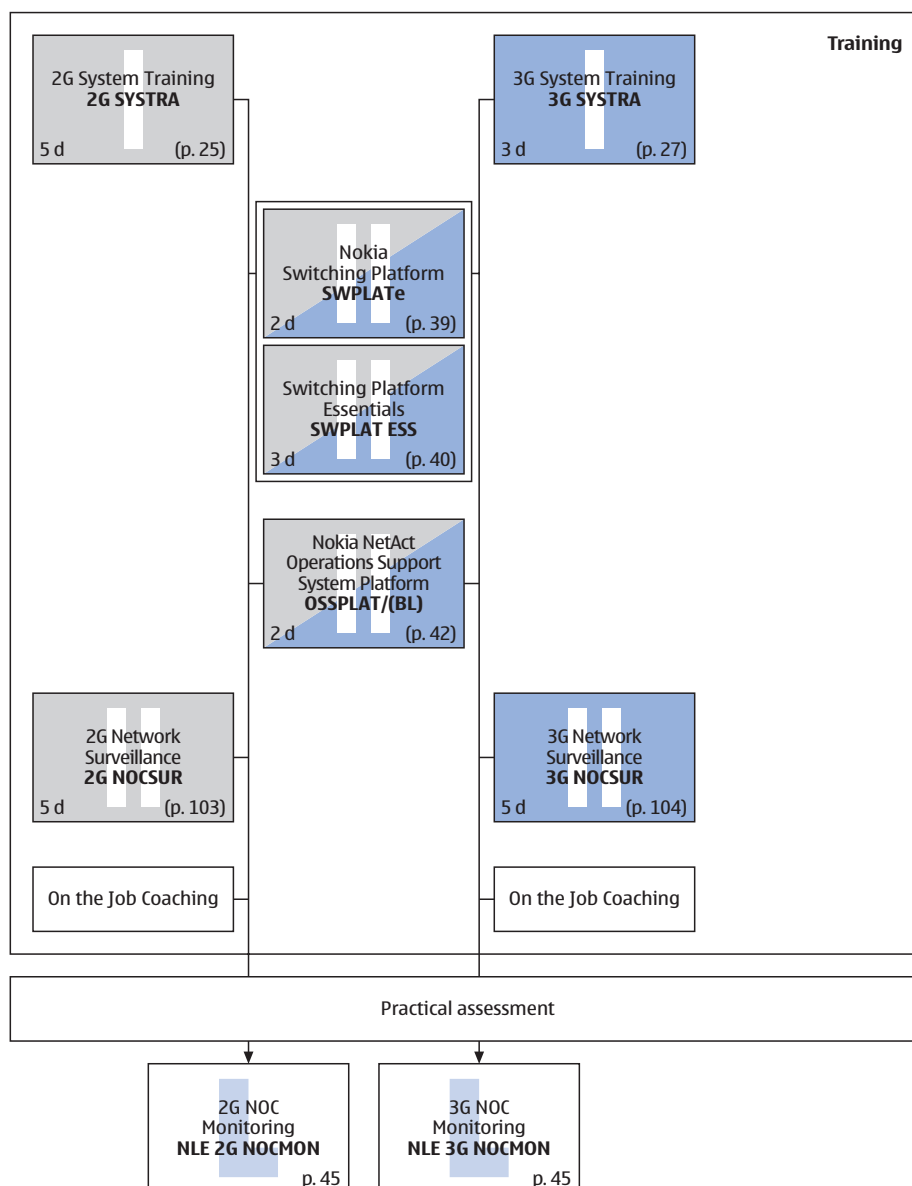 Training
2G System Training
2G SYSTRA
5 d (p. 25)
3G System Training
3G SYSTRA
3 d (p. 27)
Nokia
Switching Platform
SWPLATe
2 d (p. 39)
Switching Platform
Essentials
SWPLAT ESS
3 d (p. 40)
Nokia NetAct
Operations Support
System Platform
OSSPLAT/(BL)
2 d (p. 42)
2G Network
Surveillance
2G NOCSUR
5 d (p. 103)
3G Network
Surveillance
3G NOCSUR
5 d (p. 104)
On the Job Coaching
On the Job Coaching
Practical assessment
2G NOC
Monitoring
NLE 2G NOCMON
p. 45
3G NOC
Monitoring
NLE 3G NOCMON
p. 45